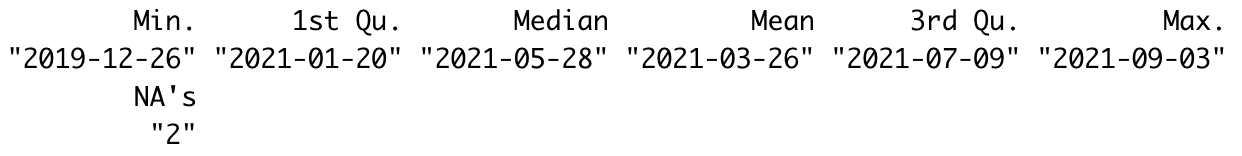 Min. 1st Qu. Median Mean 3rd Qu. Max.
"2019-12-26" "2021-01-20" "2021-05-28" "2021-03-26" "2021-07-09" "2021-09-03"
NA's
"2"